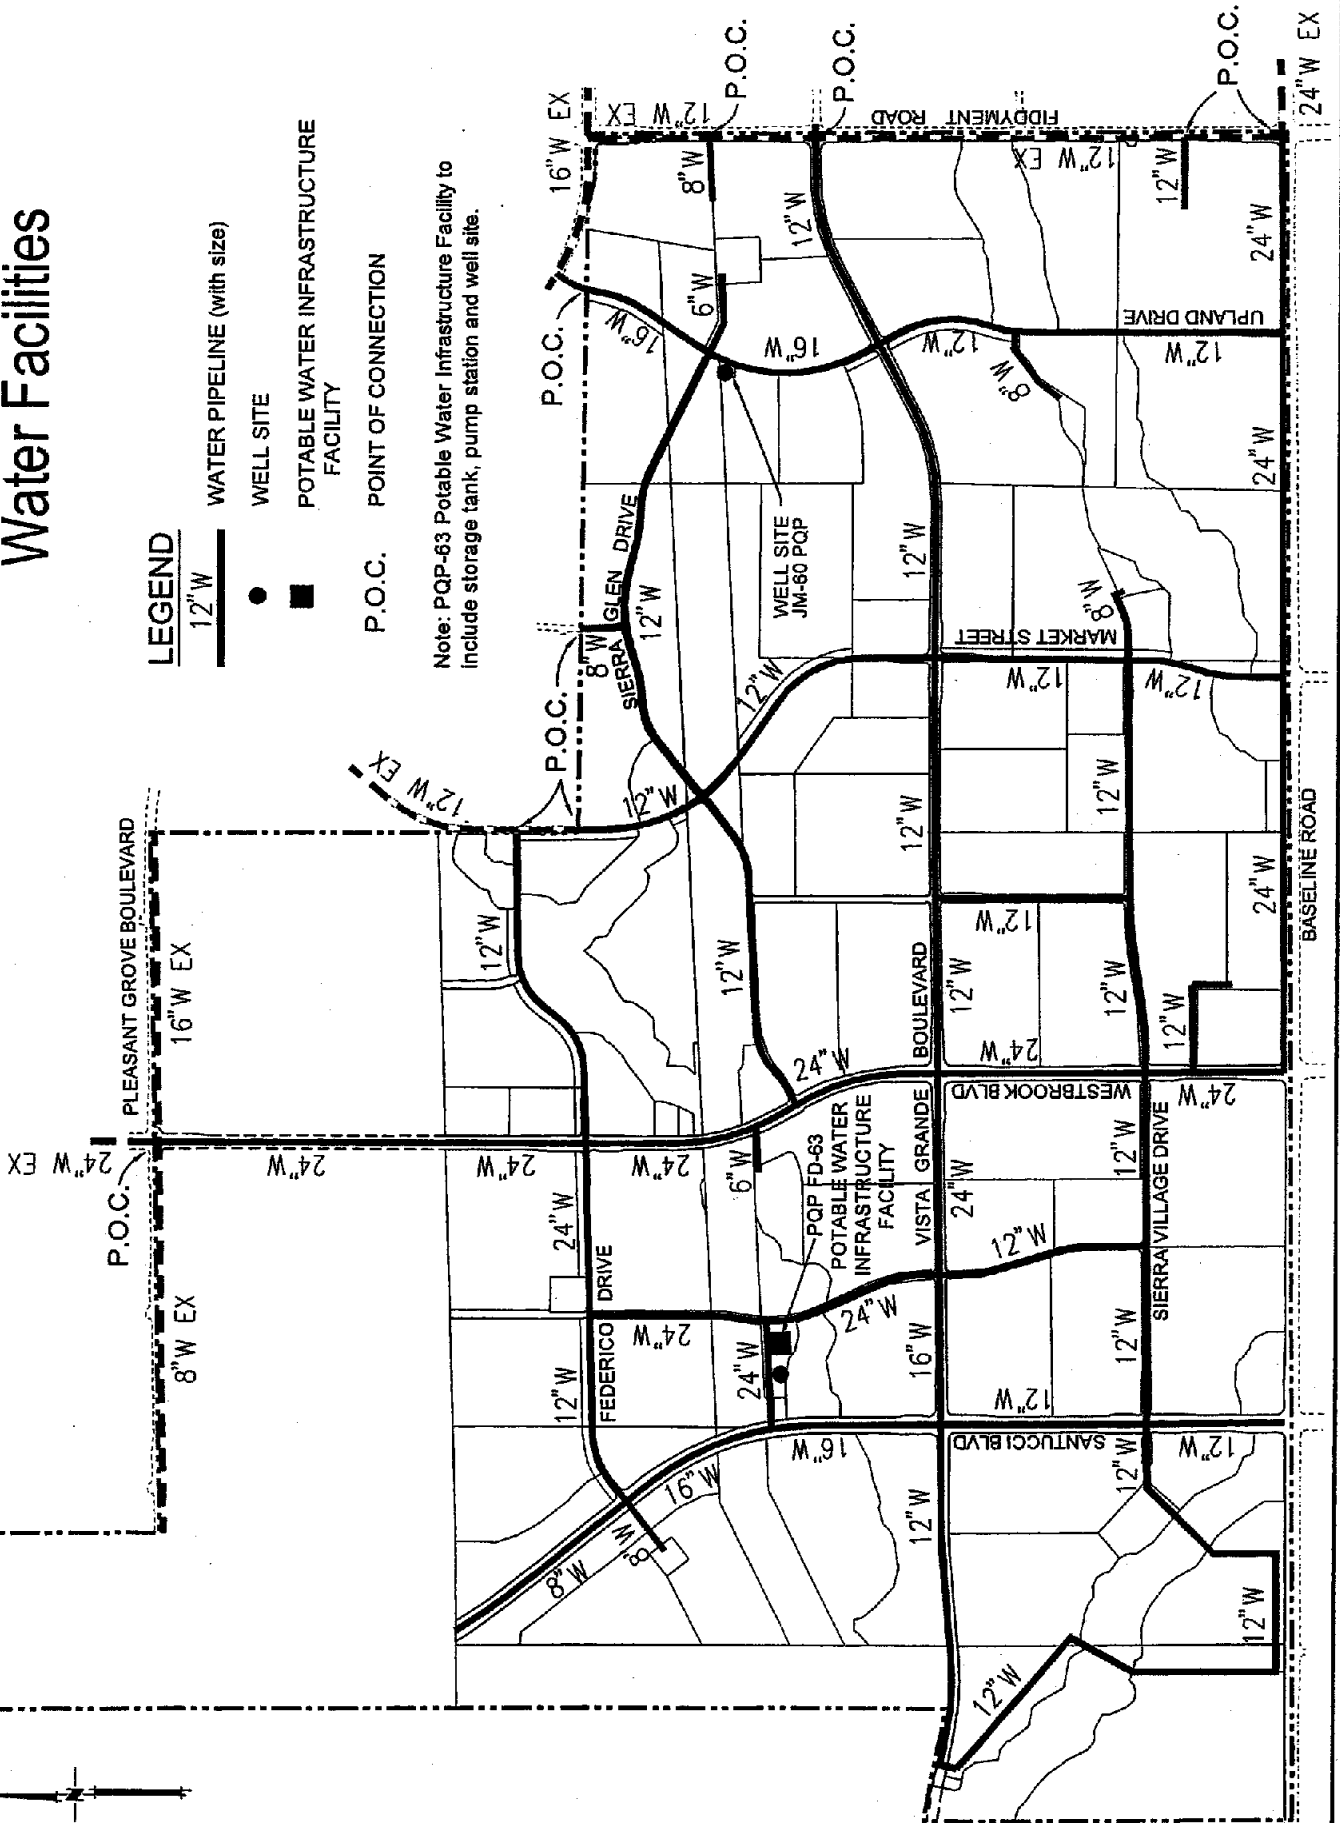 Water Facilities
LEGEND
12"W
WATER PIPELINE (with size)
WELL SITE
POTABLE WATER INFRASTRUCTURE
FACILITY
P.O.C.
POINT OF CONNECTION
Note: PQP-63 Potable Water Infrastructure Facility to
include storage tank, pump station and well site.
24"W EX
P.O.C.
PLEASANT GROVE BOULEVARD
8"W EX
16"W EX
24"W
24"W
24"W
24"W
12"W
FEDERICO DRIVE
24"W
12"W
12"W EX
P.O.C.
P.O.C.
16"W EX
12"W EX
P.O.C.
P.O.C.
FIDDYMENT ROAD
12"W EX
P.O.C.
24"W EX
8"W
8"W
16"W
24"W
6"W
24"W
12"W
12"W
8"W
SIERRA GLEN DRIVE
12"W
12"W
16"W
6"W
8"W
12"W
16"W
WELL SITE
JM-60 PQP
PQP FD-63
POTABLE WATER
INFRASTRUCTURE
FACILITY
24"W
24"W
16"W
12"W
16"W
24"W
VISTA GRANDE BOULEVARD
12"W
12"W
12"W
12"W
12"W
SANTUCCI BLVD
12"W
12"W
WESTBROOK BLVD
24"W
12"W
MARKET STREET
12"W
8"W
8"W
UPLAND DRIVE
12"W
12"W
12"W
12"W
12"W
12"W
12"W
SIERRA VILLAGE DRIVE
12"W
12"W
24"W
12"W
12"W
12"W
24"W
24"W
24"W
BASELINE ROAD